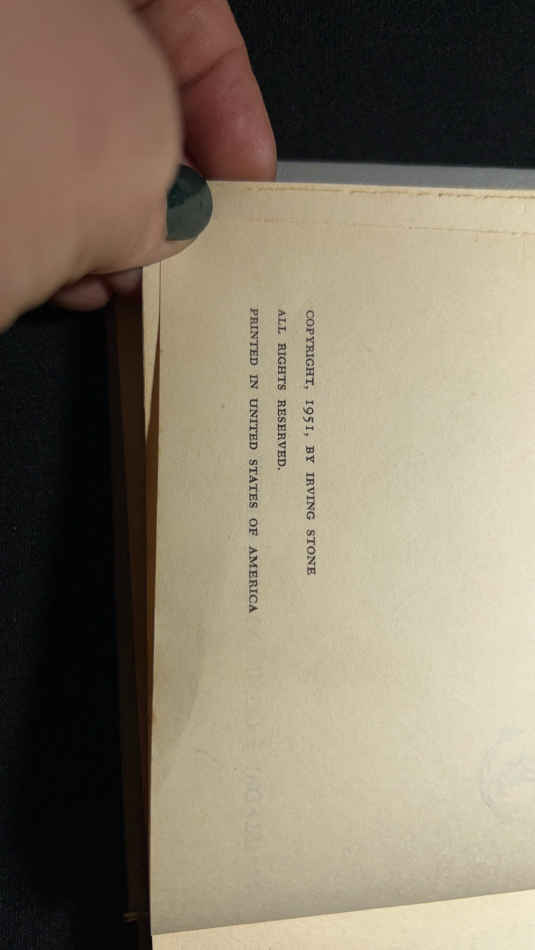 COPYRIGHT, 1951, BY IRVING STONE
ALL RIGHTS RESERVED.
PRINTED IN UNITED STATES OF AMERICA